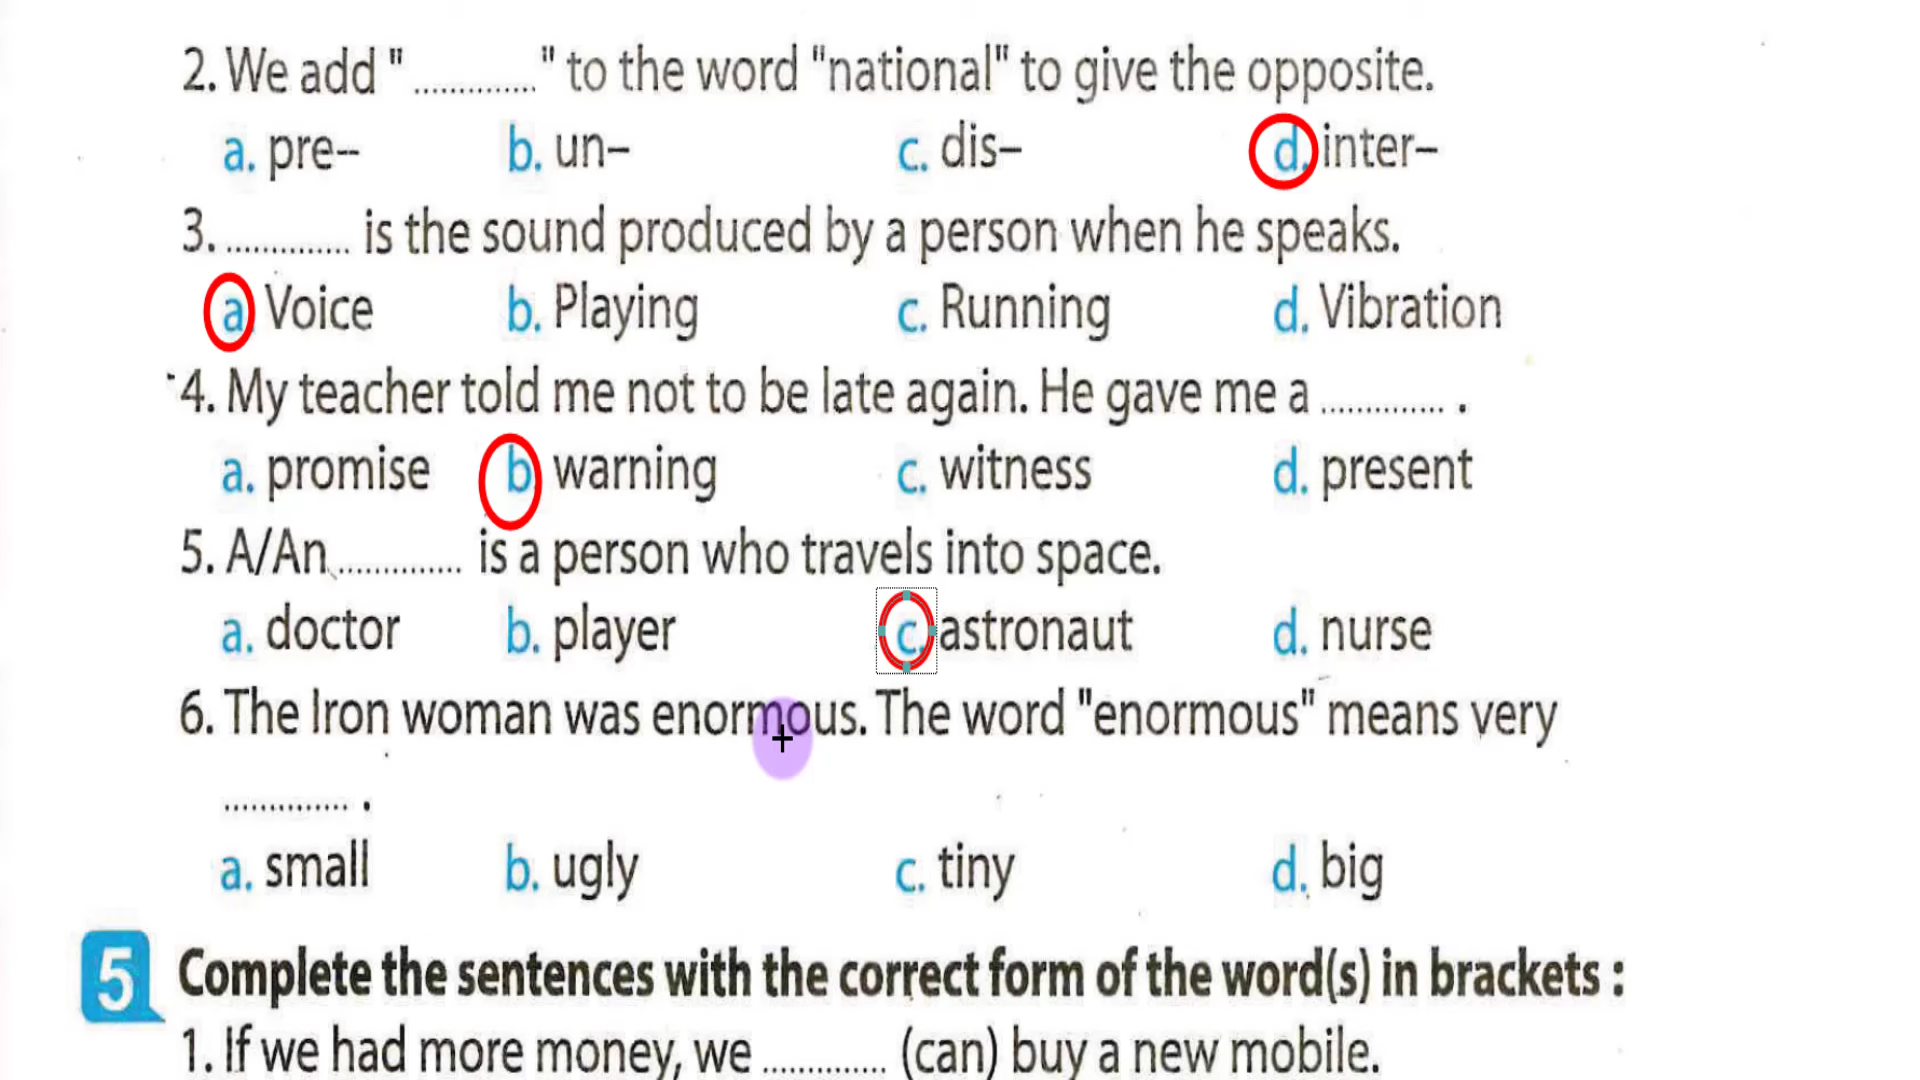 2. We add " .............. " to the word "national" to give the opposite.
a. pre-- b. un– c. dis– d. inter–
3. .............. is the sound produced by a person when he speaks.
a Voice b. Playing c. Running d. Vibration
4. My teacher told me not to be late again. He gave me a .............. .
a. promise b warning c. witness d. present
5. A/An .............. is a person who travels into space.
a. doctor b. player c. astronaut d. nurse
6. The Iron woman was enormous. The word "enormous" means very
.............. .
a. small b. ugly c. tiny d. big
5 Complete the sentences with the correct form of the word(s) in brackets :
1. If we had more money, we .............. (can) buy a new mobile.